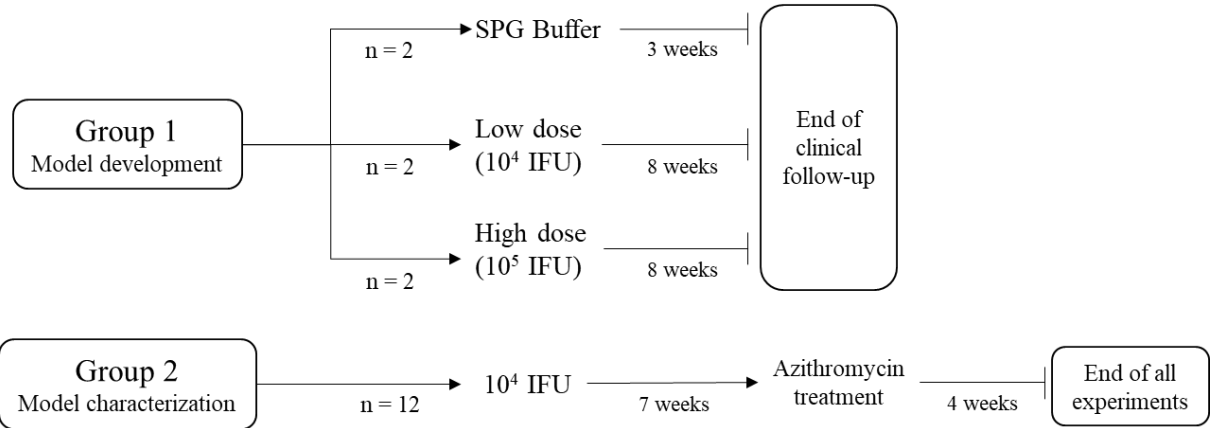 SPG Buffer
n = 2
3 weeks
Group 1
Model development
Low dose
(10⁴ IFU)
n = 2
8 weeks
High dose
(10⁵ IFU)
n = 2
8 weeks
End of
clinical
follow-up
Group 2
Model characterization
n = 12
10⁴ IFU
7 weeks
Azithromycin
treatment
4 weeks
End of all
experiments